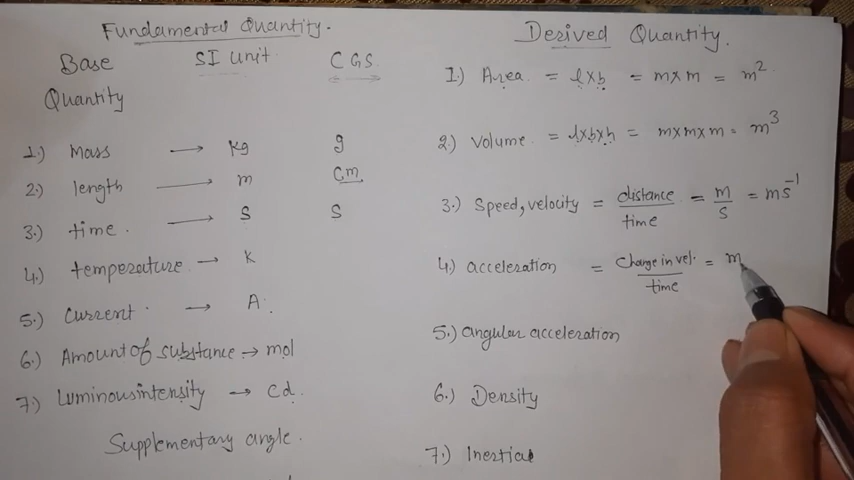 Fundamental Quantity.
Base Quantity
SI Unit
CGS.
1.) Mass → kg g
2.) length → m cm
3.) time. → s s
4.) temperature → K
5.) Current. → A.
6.) Amount of substance → mol
7.) Luminous intensity → Cd.
Supplementary angle.
Derived Quantity.
1.) Area = l×b = m×m = m²
2.) Volume = l×b×h = m×m×m = m³
3.) Speed, velocity = distance/time = m/s = ms⁻¹
4.) acceleration = Change in vel./time = m
5.) angular acceleration
6.) Density
7.) Inertia